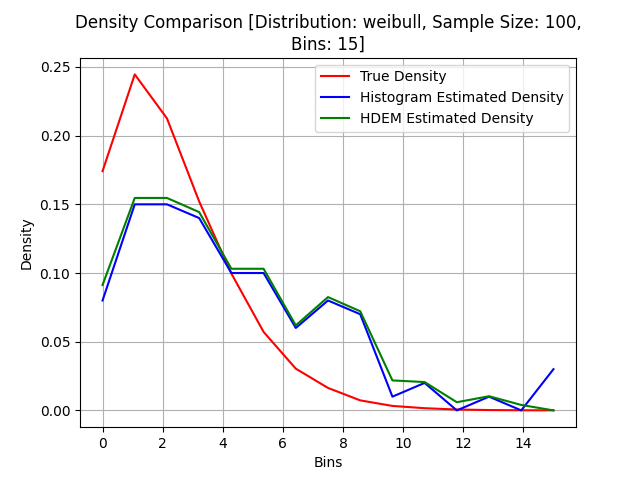 Density Comparison [Distribution: weibull, Sample Size: 100,
Bins: 15]
True Density
Histogram Estimated Density
HDEM Estimated Density
Density
0.25
0.20
0.15
0.10
0.05
0.00
0 2 4 6 8 10 12 14
Bins